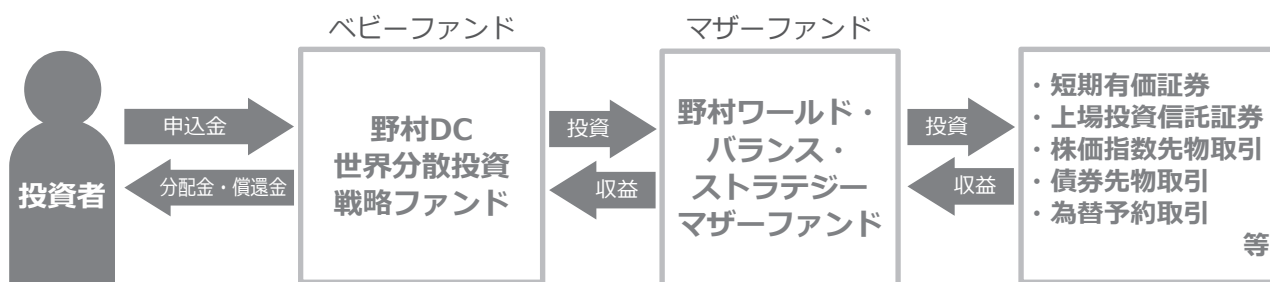 ベビーファンド
マザーファンド
投資者
申込金
分配金・償還金
野村DC
世界分散投資
戦略ファンド
投資
収益
野村ワールド・
バランス・
ストラテジー
マザーファンド
投資
収益
・短期有価証券
・上場投資信託証券
・株価指数先物取引
・債券先物取引
・為替予約取引
等